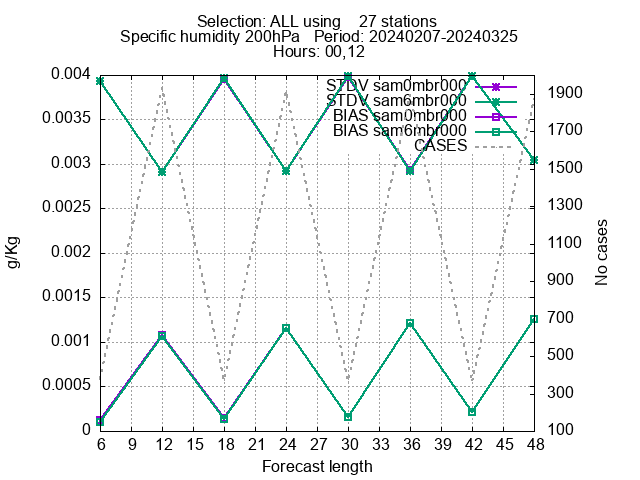 Selection: ALL using    27 stations
Specific humidity 200hPa   Period: 20240207-20240325
Hours: 00,12
0.004
0.0035
0.003
0.0025
0.002
0.0015
0.001
0.0005
0
g/Kg
STDV sam0mbr000
STDV sam6mbr000
BIAS sam0mbr000
BIAS sam6mbr000
CASES
1900
1700
1500
1300
1100
900
700
500
300
100
No cases
6 9 12 15 18 21 24 27 30 33 36 39 42 45 48
Forecast length